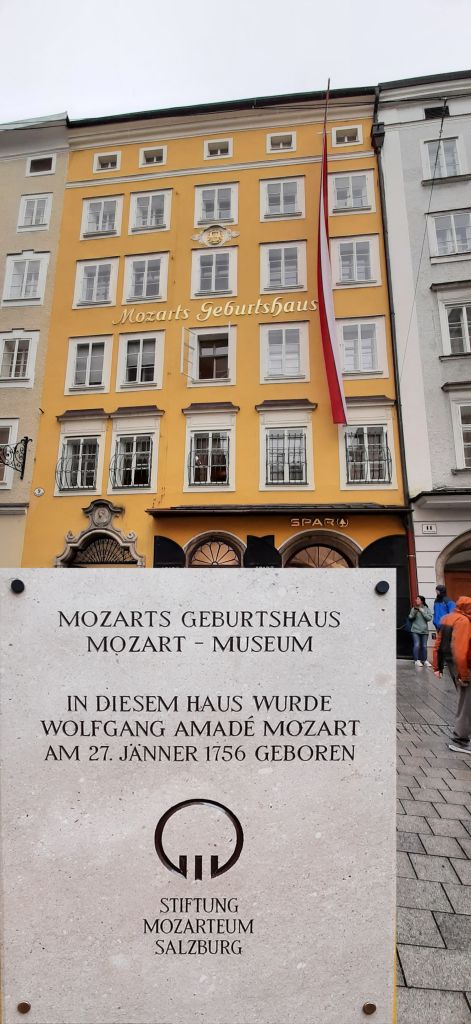 Mozarts Geburtshaus
SPAR
11
MOZARTS GEBURTSHAUS
MOZART - MUSEUM
IN DIESEM HAUS WURDE
WOLFGANG AMADÉ MOZART
AM 27. JÄNNER 1756 GEBOREN
STIFTUNG
MOZARTEUM
SALZBURG